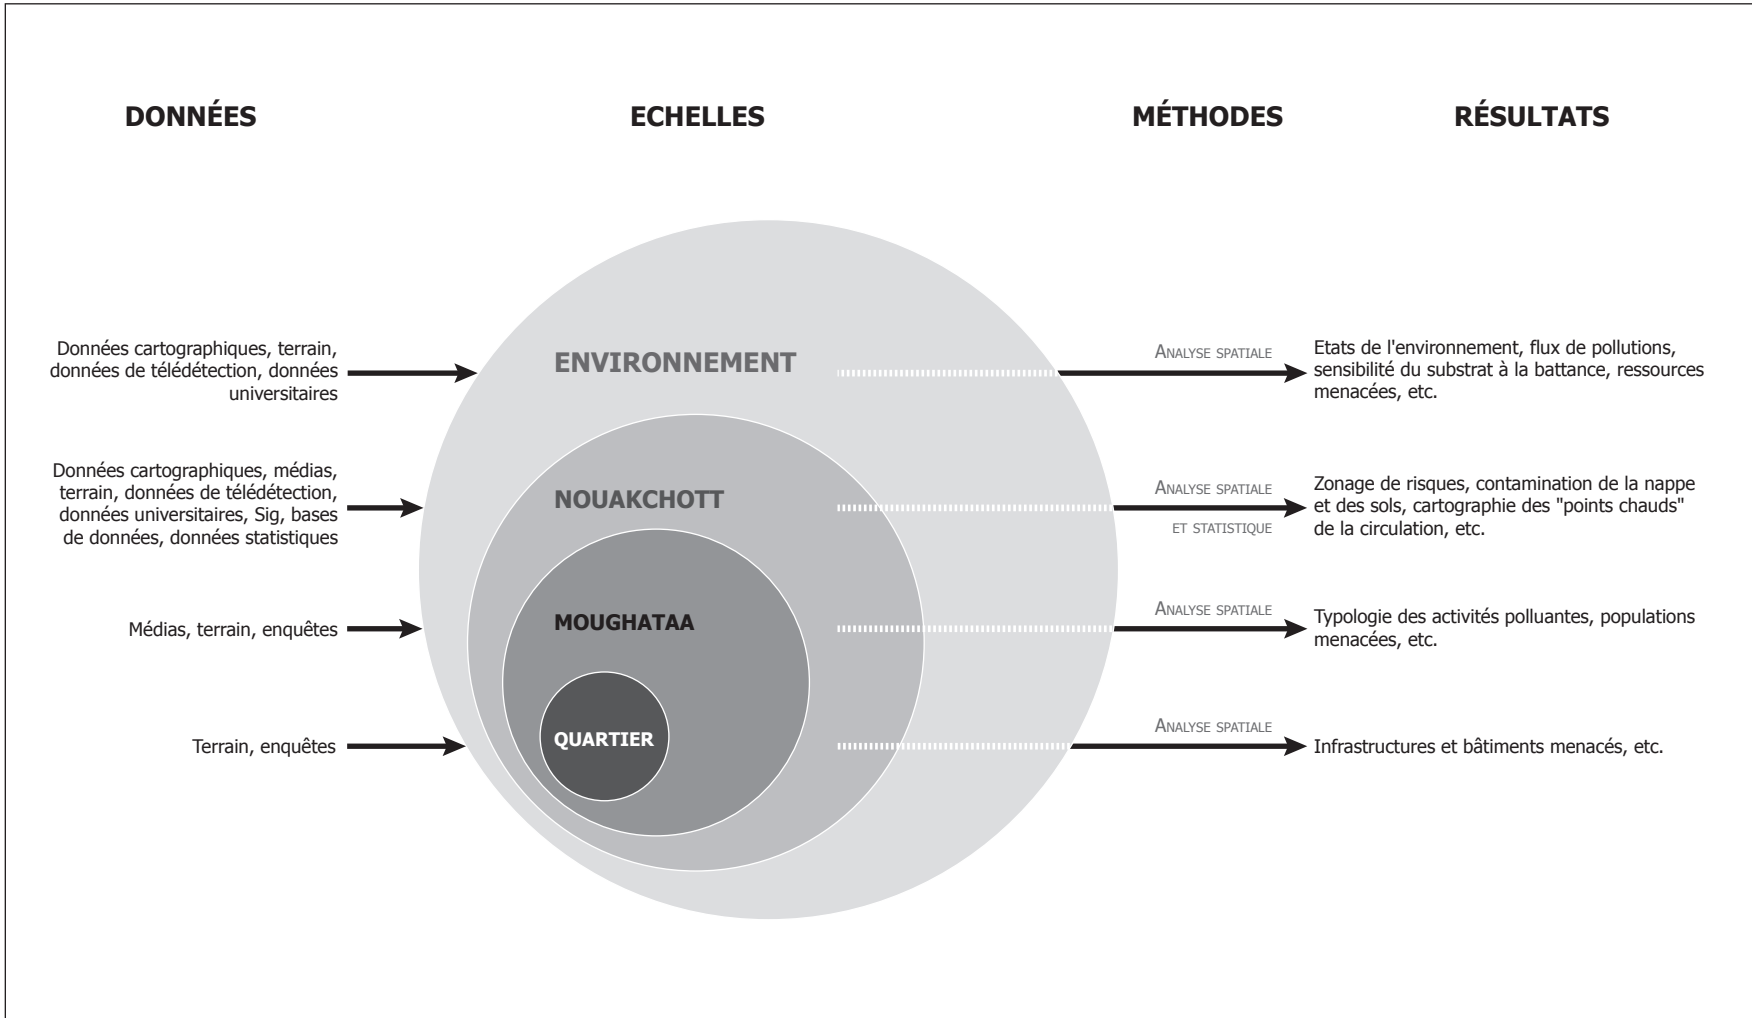 DONNÉES
ECHELLES
MÉTHODES
RÉSULTATS
Données cartographiques, terrain,
données de télédétection, données
universitaires
ENVIRONNEMENT
ANALYSE SPATIALE
Etats de l'environnement, flux de pollutions,
sensibilité du substrat à la battance, ressources
menacées, etc.
Données cartographiques, médias,
terrain, données de télédétection,
données universitaires, Sig, bases
de données, données statistiques
NOUAKCHOTT
ANALYSE SPATIALE
ET STATISTIQUE
Zonage de risques, contamination de la nappe
et des sols, cartographie des "points chauds"
de la circulation, etc.
Médias, terrain, enquêtes
MOUGHATAA
ANALYSE SPATIALE
Typologie des activités polluantes, populations
menacées, etc.
Terrain, enquêtes
QUARTIER
ANALYSE SPATIALE
Infrastructures et bâtiments menacés, etc.